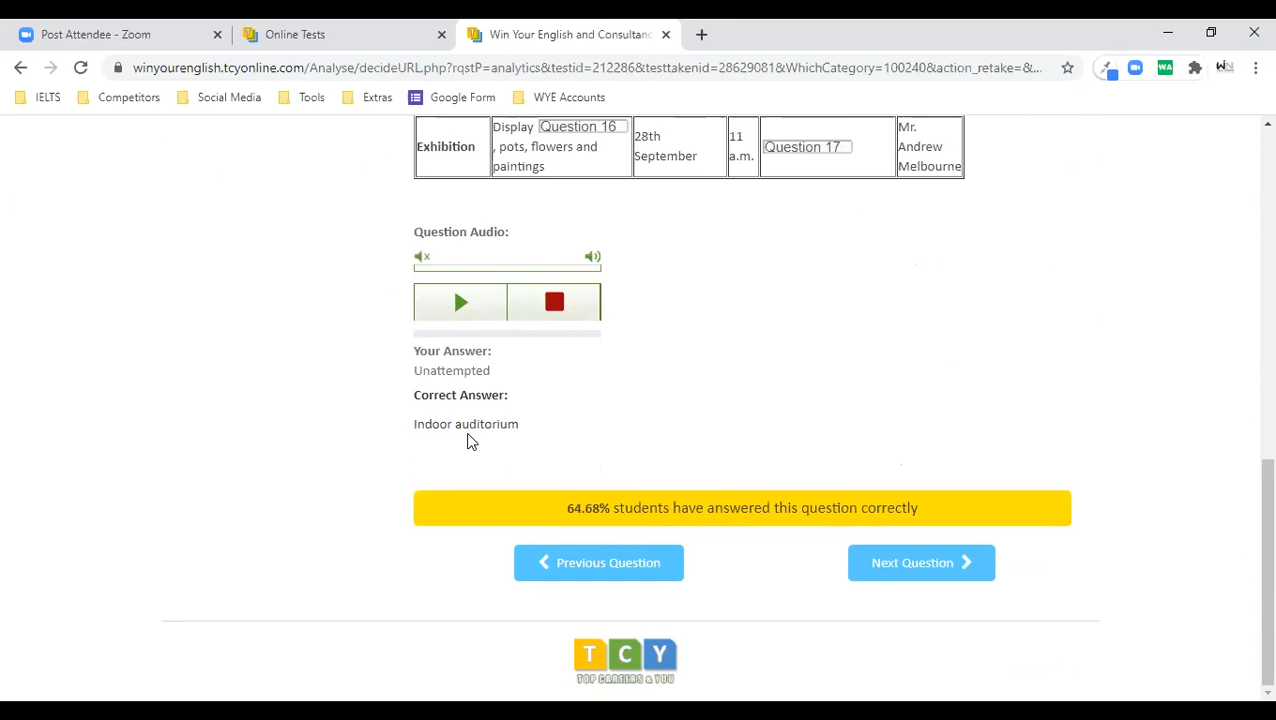 Post Attendee - Zoom
Online Tests
Win Your English and Consultanc
winyourenglish.tcyonline.com/Analyse/decideURL.php?rostP=analytics&testid=212286&testtakenid=28629081&WhichCategory=100240&action_retake=&...
WA
IELTS
Competitors
Social Media
Tools
Extras
Google Form
WYE Accounts
Exhibition
Display Question 16
, pots, flowers and
paintings
28th
September
11
a.m.
Question 17
Mr.
Andrew
Melbourne
Question Audio:
Your Answer:
Unattempted
Correct Answer:
Indoor auditorium
64.68% students have answered this question correctly
Previous Question
Next Question
T C Y
TOP CAREERS & YOU